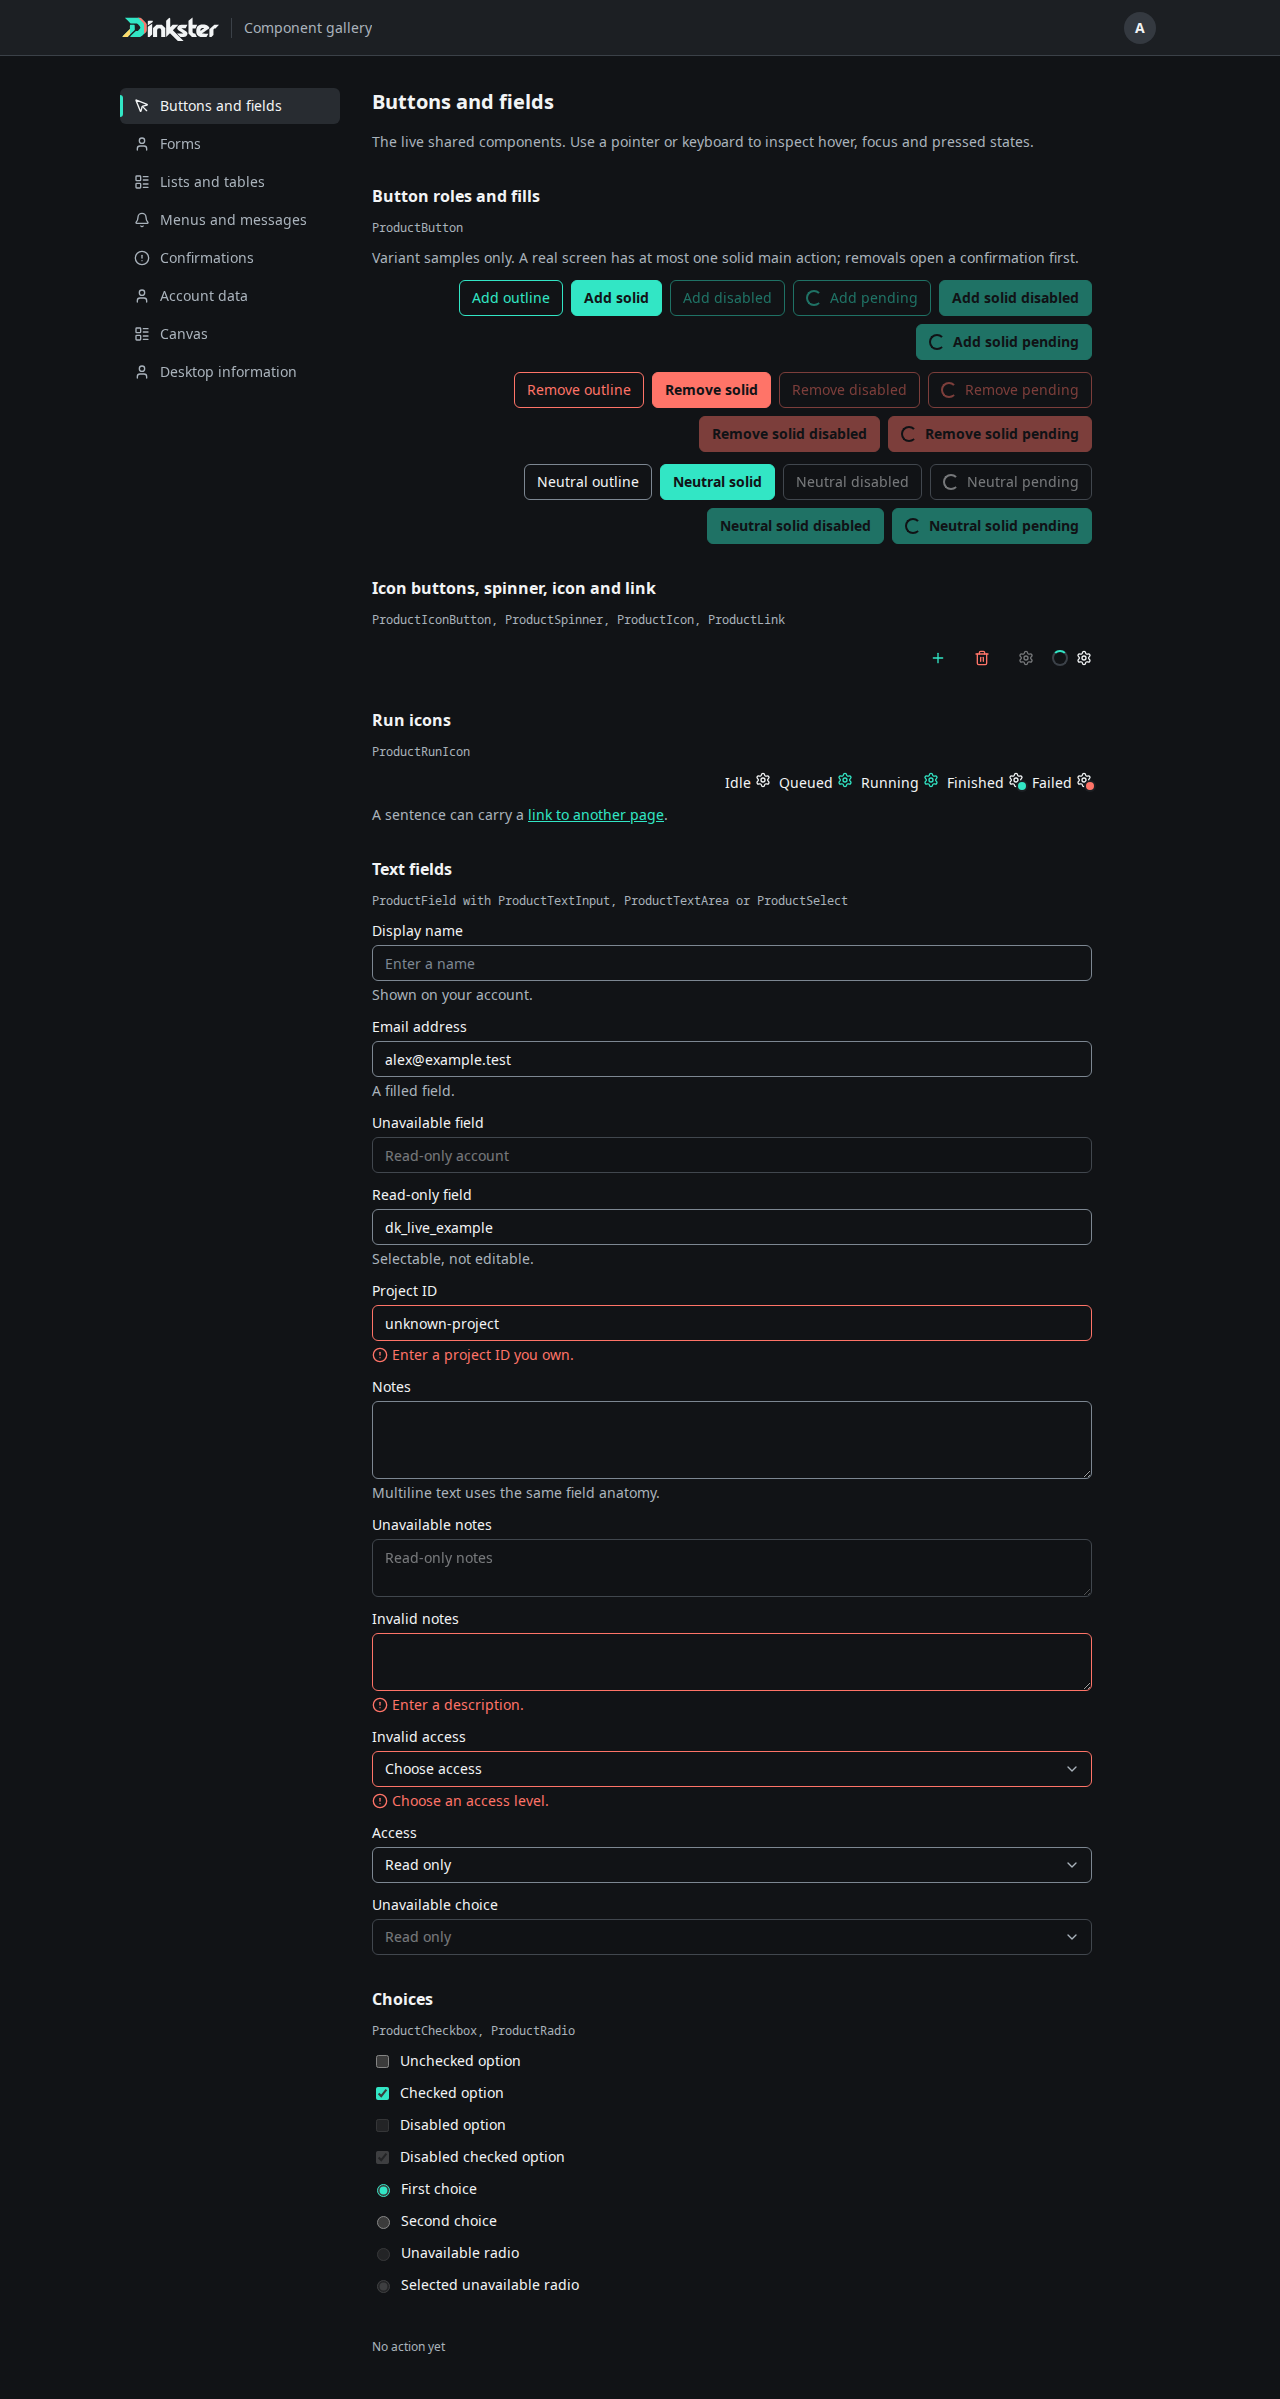 Dinkster
Component gallery
A
Buttons and fields
Forms
Lists and tables
Menus and messages
Confirmations
Account data
Canvas
Desktop information
Buttons and fields
The live shared components. Use a pointer or keyboard to inspect hover, focus and pressed states.
Button roles and fills
ProductButton
Variant samples only. A real screen has at most one solid main action; removals open a confirmation first.
Add outline Add solid Add disabled Add pending Add solid disabled
Add solid pending
Remove outline Remove solid Remove disabled Remove pending
Remove solid disabled Remove solid pending
Neutral outline Neutral solid Neutral disabled Neutral pending
Neutral solid disabled Neutral solid pending
Icon buttons, spinner, icon and link
ProductIconButton, ProductSpinner, ProductIcon, ProductLink
Run icons
ProductRunIcon
Idle Queued Running Finished Failed
A sentence can carry a link to another page.
Text fields
ProductField with ProductTextInput, ProductTextArea or ProductSelect
Display name
Enter a name
Shown on your account.
Email address
alex@example.test
A filled field.
Unavailable field
Read-only account
Read-only field
dk_live_example
Selectable, not editable.
Project ID
unknown-project
Enter a project ID you own.
Notes
Multiline text uses the same field anatomy.
Unavailable notes
Read-only notes
Invalid notes
Enter a description.
Invalid access
Choose access
Choose an access level.
Access
Read only
Unavailable choice
Read only
Choices
ProductCheckbox, ProductRadio
Unchecked option
Checked option
Disabled option
Disabled checked option
First choice
Second choice
Unavailable radio
Selected unavailable radio
No action yet